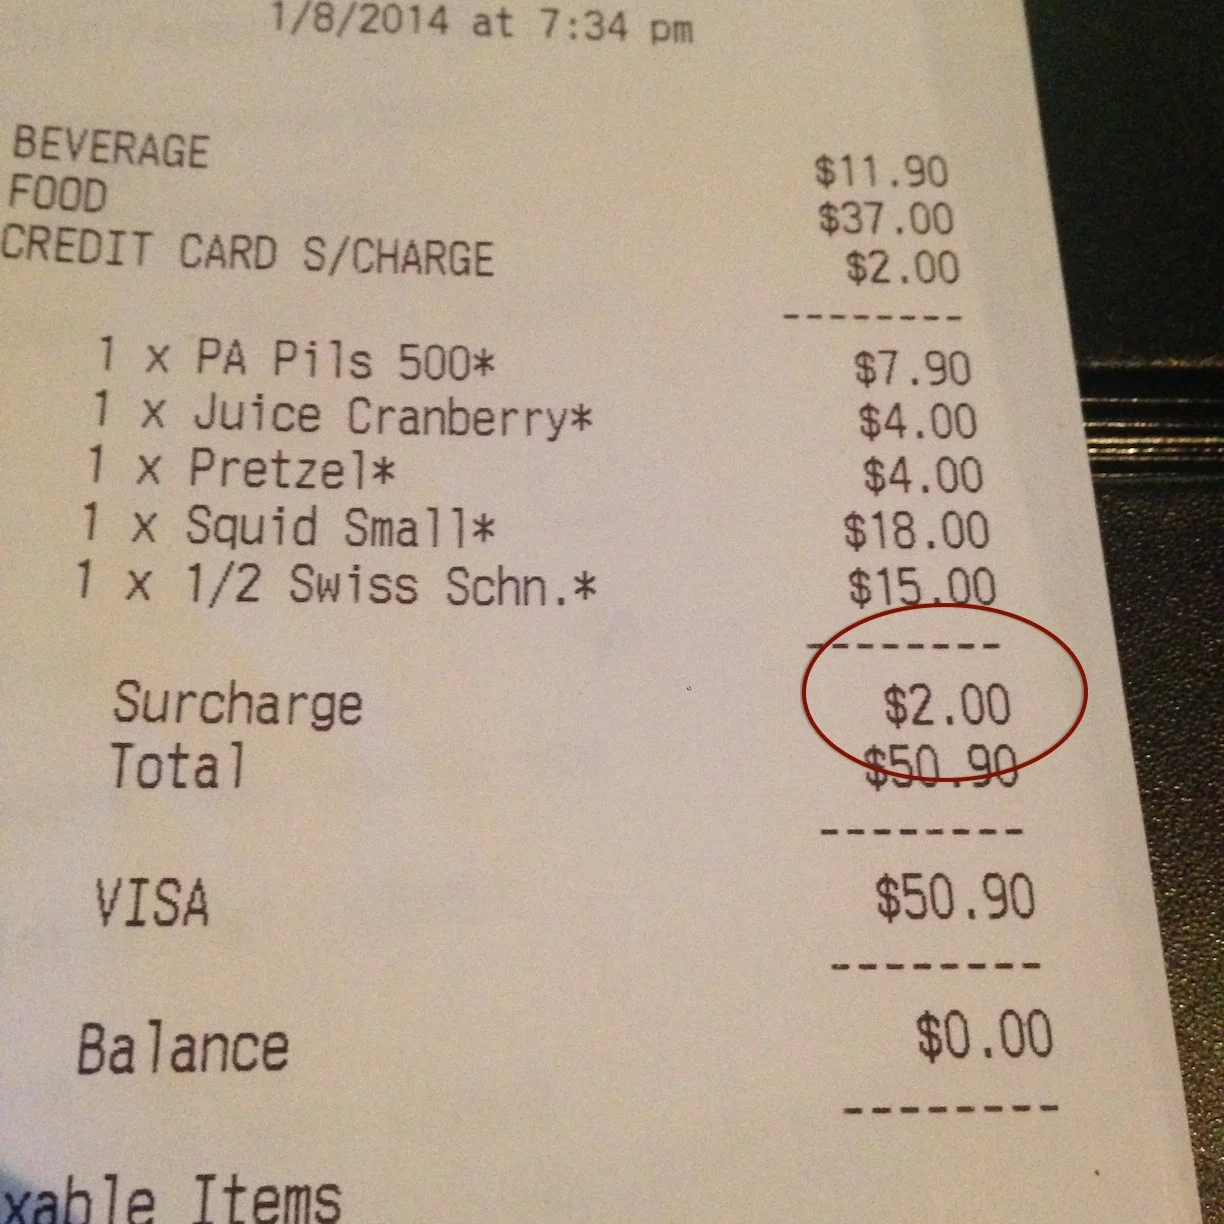 1/8/2014 at 7:34 pm
BEVERAGE $11.90
FOOD $37.00
CREDIT CARD S/CHARGE $2.00
--------
1 x PA Pils 500* $7.90
1 x Juice Cranberry* $4.00
1 x Pretzel* $4.00
1 x Squid Small* $18.00
1 x 1/2 Swiss Schn.* $15.00
--------
Surcharge $2.00
Total $50.90
--------
VISA $50.90
--------
Balance $0.00
--------
xable Items